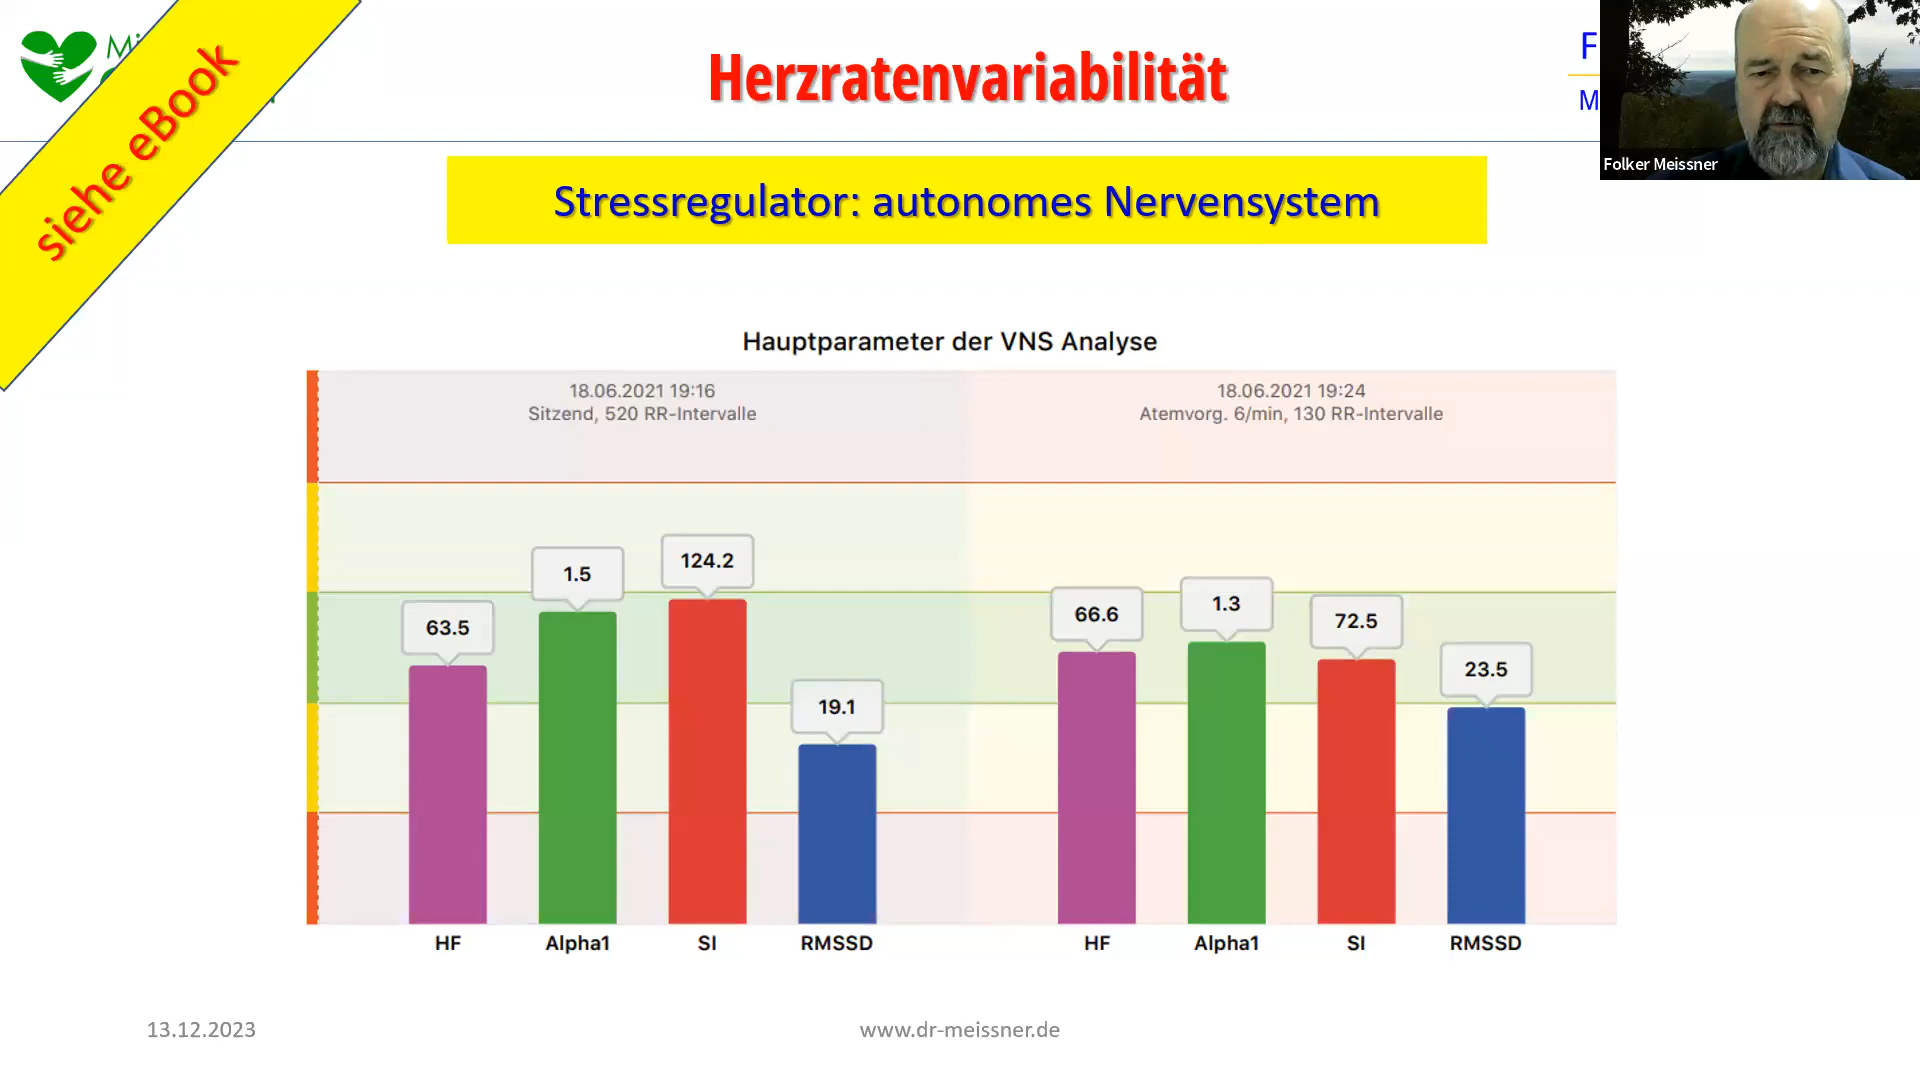 siehe eBook
Herzratenvariabilität
Folker Meissner
Stressregulator: autonomes Nervensystem
Hauptparameter der VNS Analyse
18.06.2021 19:16
Sitzend, 520 RR-Intervalle
18.06.2021 19:24
Atemvorg. 6/min, 130 RR-Intervalle
63.5
1.5
124.2
19.1
66.6
1.3
72.5
23.5
HF
Alpha1
SI
RMSSD
HF
Alpha1
SI
RMSSD
13.12.2023
www.dr-meissner.de